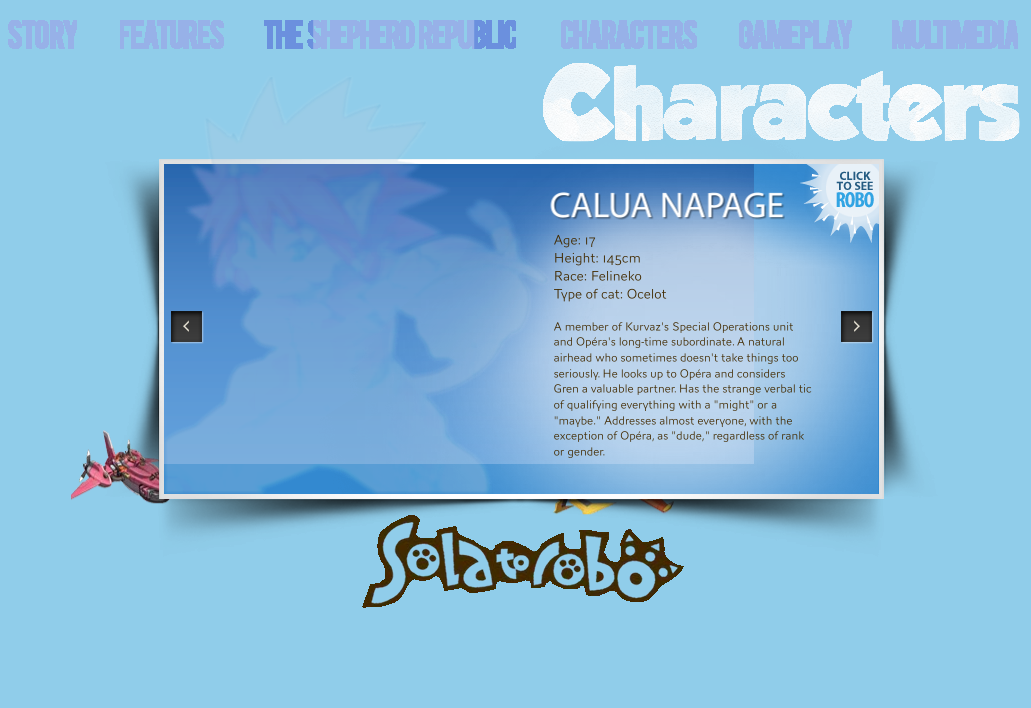 STORY FEATURES THE SHEPHERD REPUBLIC CHARACTERS GAMEPLAY MULTIMEDIA
Characters
CLICK
TO SEE
ROBO
CALUA NAPAGE
Age: 17
Height: 145cm
Race: Felineko
Type of cat: Ocelot
A member of Kurvaz's Special Operations unit
and Opéra's long-time subordinate. A natural
airhead who sometimes doesn't take things too
seriously. He looks up to Opéra and considers
Gren a valuable partner. Has the strange verbal tic
of qualifying everything with a "might" or a
"maybe." Addresses almost everyone, with the
exception of Opéra, as "dude," regardless of rank
or gender.
Solatorobo